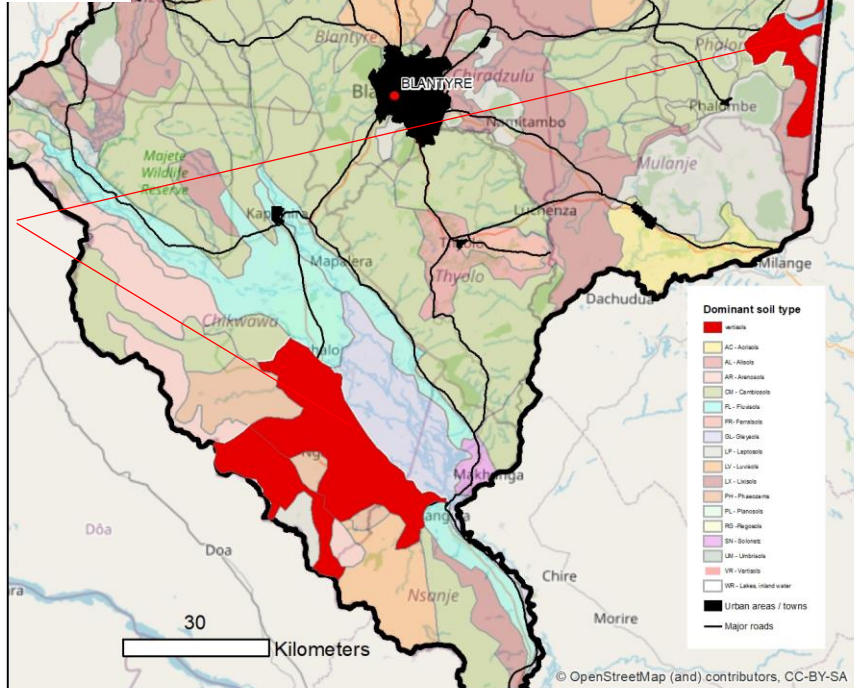 Blantyre
Phalom
Chiradzulu
BLANTYRE
Bla
Phalombe
Namitambo
Majete
Wildlife
Reserve
Mulanje
Luchenza
Mapalera
Thyolo
Milange
Dachudua
Chikwawa
Dominant soil type
vertisols
AC - Acrisols
AL - Alisols
AR - Arenosols
CM - Cambisols
FL - Fluvisols
FR - Ferralsols
GL - Gleysols
LP - Leptosols
LV - Luvisols
LX - Lixisols
PH - Phaeozems
PL - Planosols
RG - Regosols
SN - Solonetz
UM - Umbrisols
VR - Vertisols
WR - Lakes, inland water
Urban areas / towns
Major roads
Makhanga
Dôa
Doa
Chire
Nsanje
Morire
30
Kilometers
© OpenStreetMap (and) contributors, CC-BY-SA